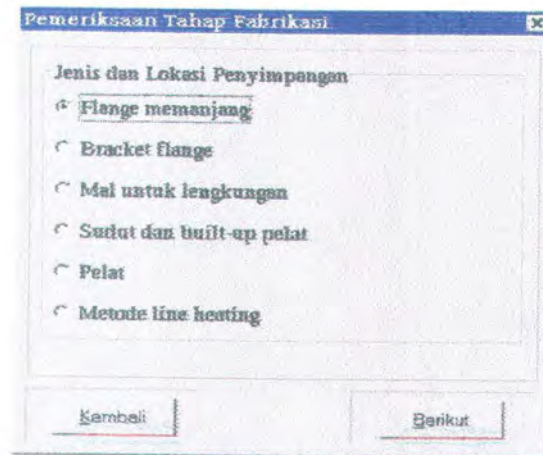 Pemeriksaan Tahap Fabrikasi
Jenis dan Lokasi Penyimpangan
Flange memanjang
Bracket flange
Mal untuk lengkungan
Sudut dan built-up pelat
Pelat
Metode line heating
Kembali
Berikut